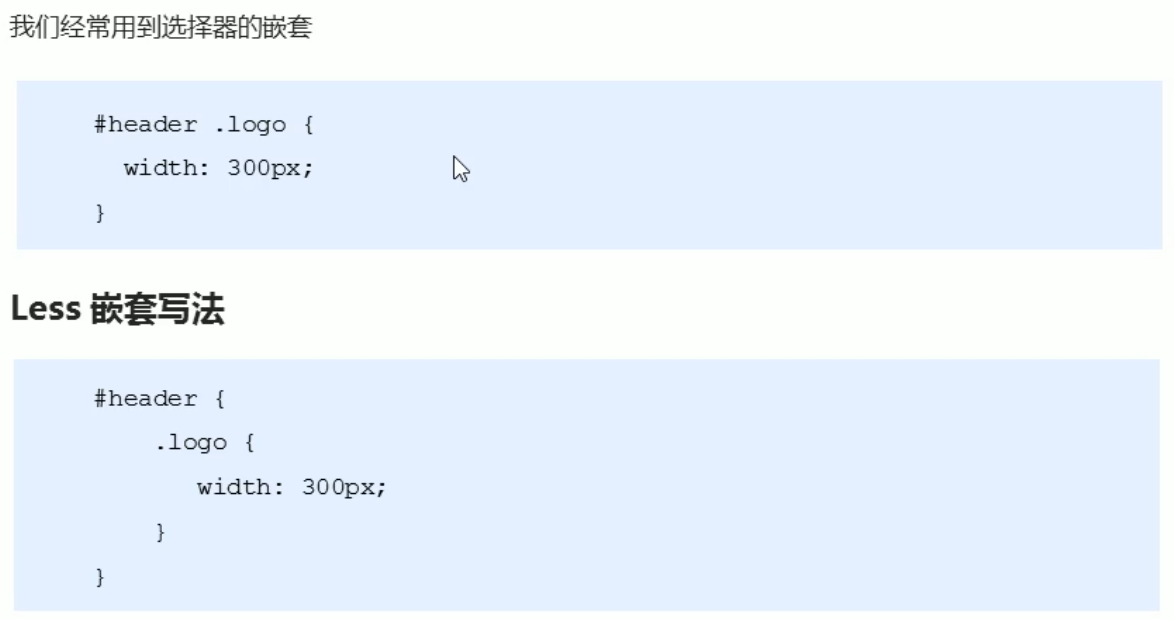 我们经常用到选择器的嵌套
#header .logo {
width: 300px;
}
Less 嵌套写法
#header {
.logo {
width: 300px;
}
}